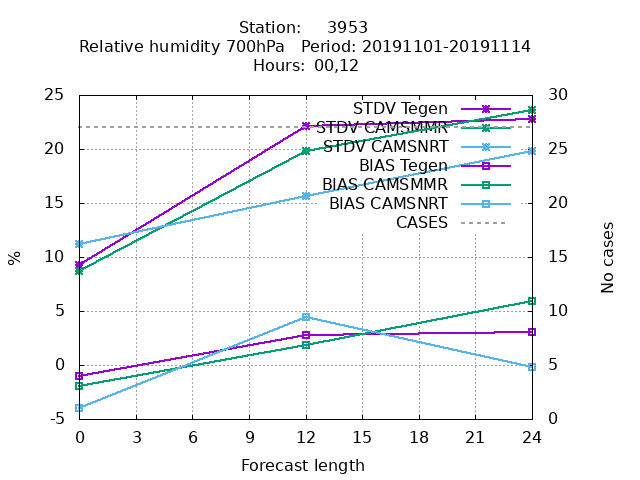 Station: 3953
Relative humidity 700hPa Period: 20191101-20191114
Hours: 00,12
25
20
15
10
5
0
-5
%
30
25
20
15
10
5
0
No cases
STDV Tegen
STDV CAMSMMR
STDV CAMSNRT
BIAS Tegen
BIAS CAMSMMR
BIAS CAMSNRT
CASES
0 3 6 9 12 15 18 21 24
Forecast length